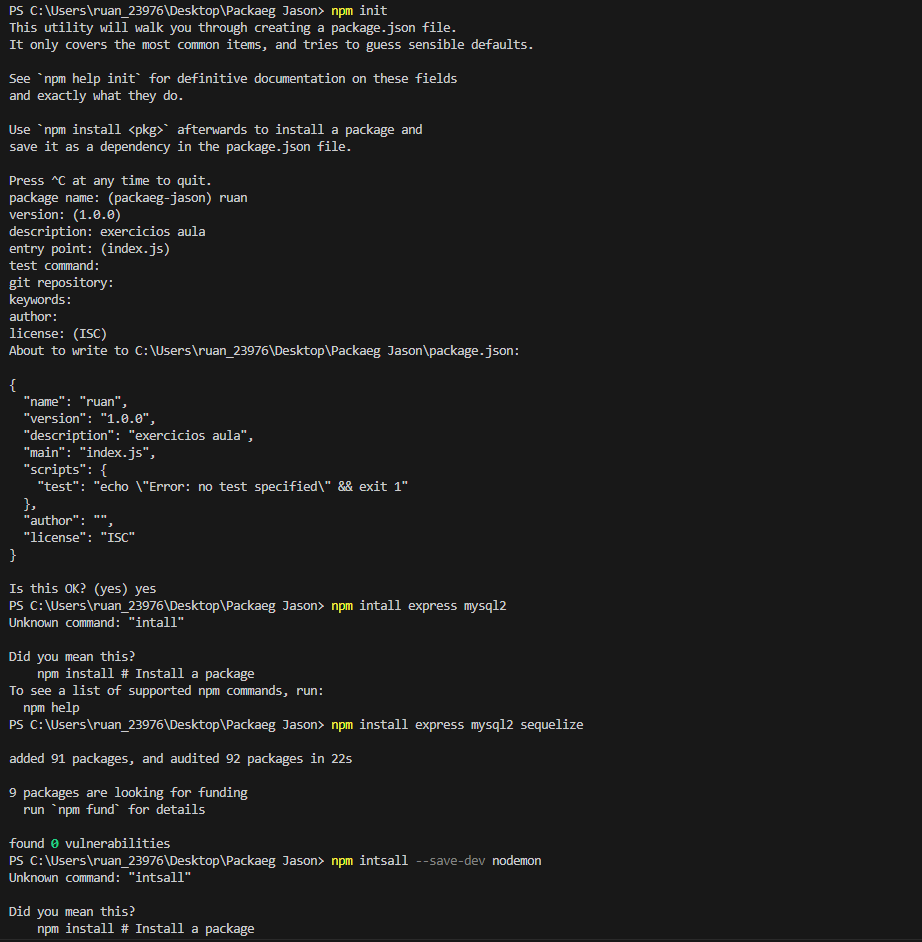 PS C:\Users\ruan_23976\Desktop\Packaeg Jason> npm init
This utility will walk you through creating a package.json file.
It only covers the most common items, and tries to guess sensible defaults.
See `npm help init` for definitive documentation on these fields
and exactly what they do.
Use `npm install <pkg>` afterwards to install a package and
save it as a dependency in the package.json file.
Press ^C at any time to quit.
package name: (packaeg-jason) ruan
version: (1.0.0)
description: exercicios aula
entry point: (index.js)
test command:
git repository:
keywords:
author:
license: (ISC)
About to write to C:\Users\ruan_23976\Desktop\Packaeg Jason\package.json:
{
  "name": "ruan",
  "version": "1.0.0",
  "description": "exercicios aula",
  "main": "index.js",
  "scripts": {
    "test": "echo \"Error: no test specified\" && exit 1"
  },
  "author": "",
  "license": "ISC"
}
Is this OK? (yes) yes
PS C:\Users\ruan_23976\Desktop\Packaeg Jason> npm intall express mysql2
Unknown command: "intall"
Did you mean this?
    npm install # Install a package
To see a list of supported npm commands, run:
  npm help
PS C:\Users\ruan_23976\Desktop\Packaeg Jason> npm install express mysql2 sequelize
added 91 packages, and audited 92 packages in 22s
9 packages are looking for funding
  run `npm fund` for details
found 0 vulnerabilities
PS C:\Users\ruan_23976\Desktop\Packaeg Jason> npm intsall --save-dev nodemon
Unknown command: "intsall"
Did you mean this?
    npm install # Install a package